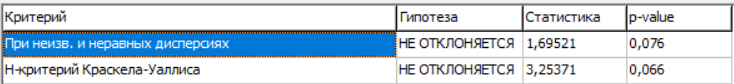 Критерий Гипотеза Статистика p-value
При неизв. и неравных дисперсиях НЕ ОТКЛОНЯЕТСЯ 1,69521 0,076
Н-критерий Краскела-Уаллиса НЕ ОТКЛОНЯЕТСЯ 3,25371 0,066